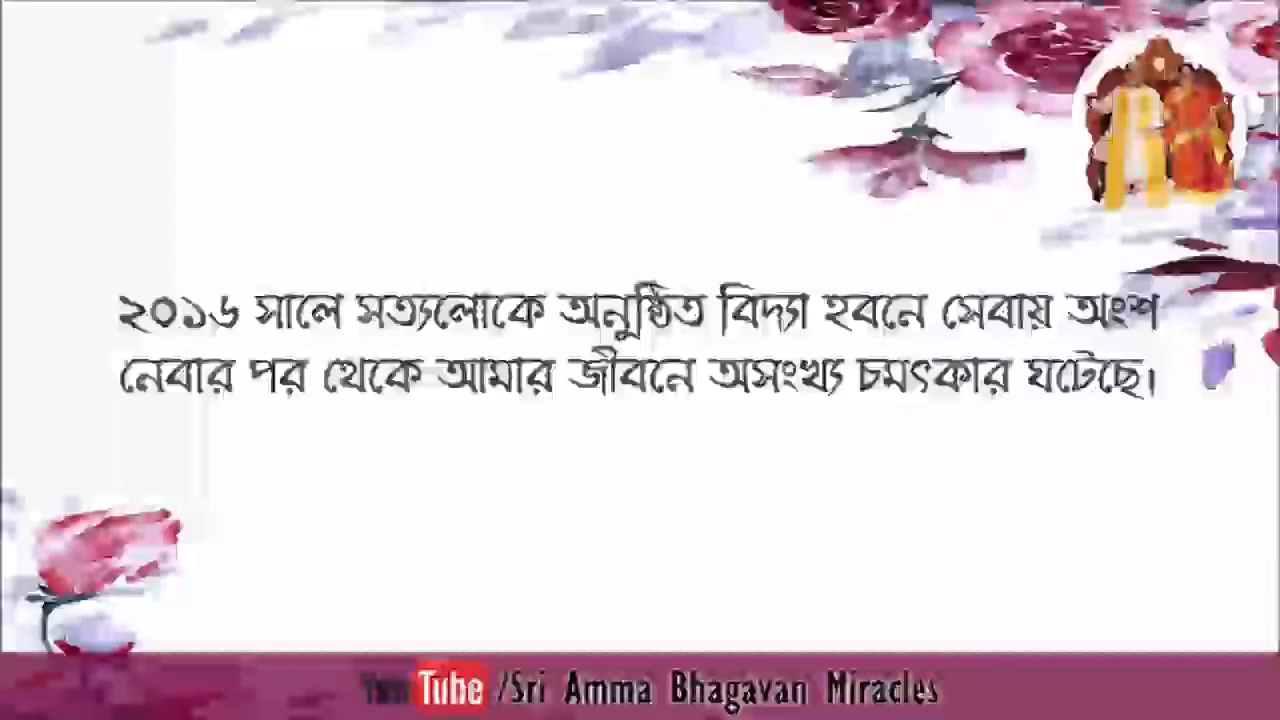 ২০১৬ সালে সত্যলোকে অনুষ্ঠিত বিদ্যা হবনে সেবায় অংশ
নেবার পর থেকে আমার জীবনে অসংখ্য চমৎকার ঘটেছে।
YouTube /Sri Amma Bhagavan Miracles